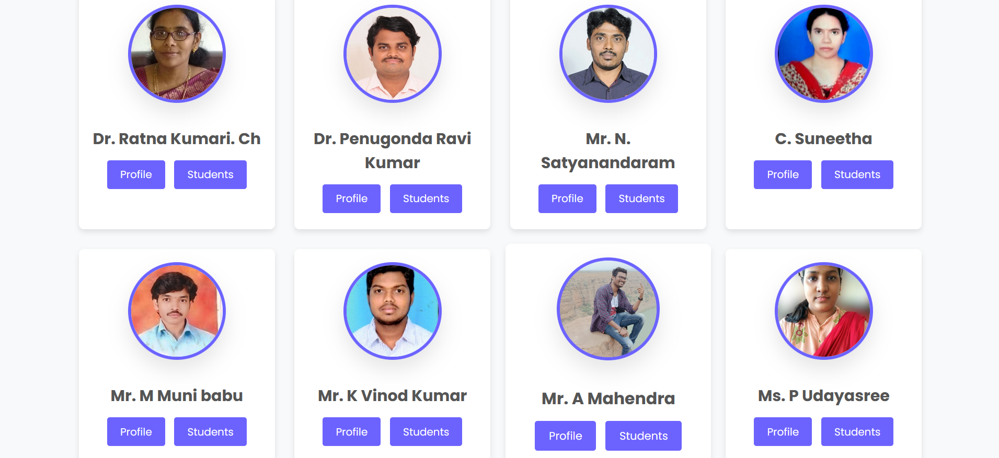 Dr. Ratna Kumari. Ch
Profile
Students
Dr. Penugonda Ravi
Kumar
Profile
Students
Mr. N.
Satyanandaram
Profile
Students
C. Suneetha
Profile
Students
Mr. M Muni babu
Profile
Students
Mr. K Vinod Kumar
Profile
Students
Mr. A Mahendra
Profile
Students
Ms. P Udayasree
Profile
Students